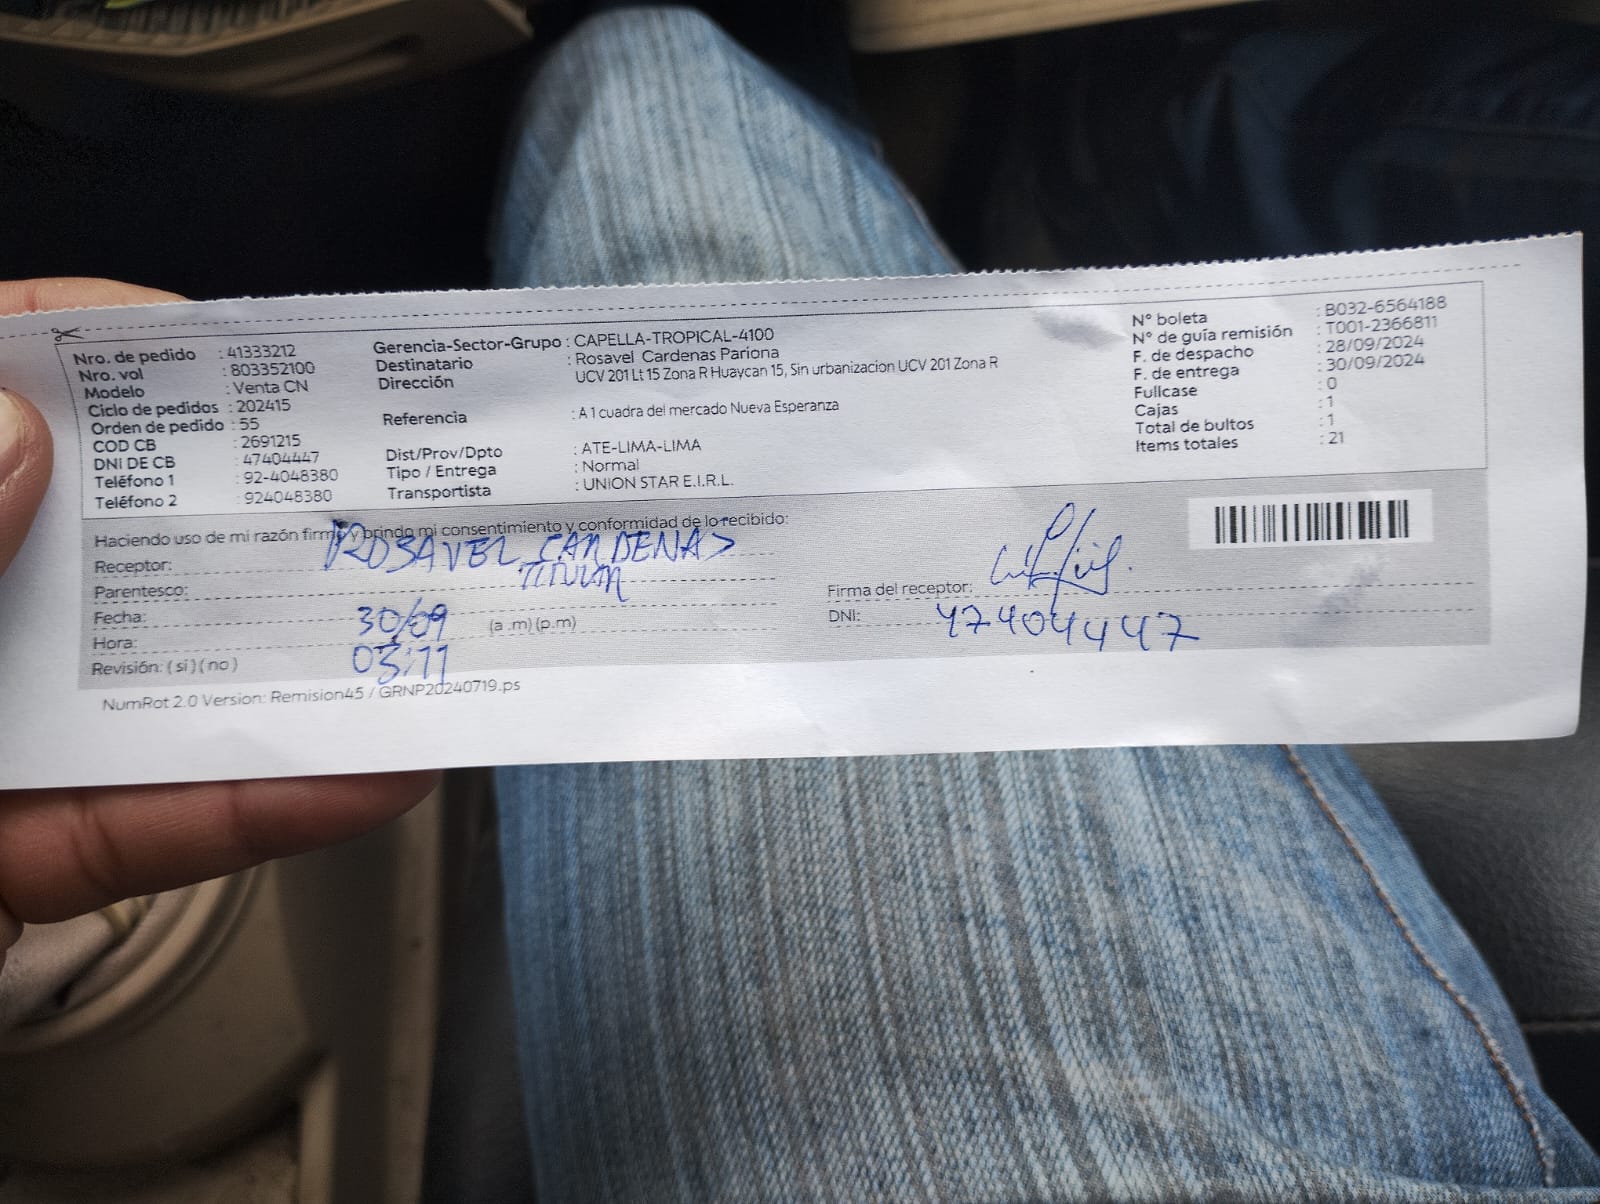 Nro. de pedido : 41333212
Nro. vol : 803352100
Modelo : Venta CN
Ciclo de pedidos : 202415
Orden de pedido : 55
COD CB : 2691215
DNI DE CB : 47404447
Teléfono 1 : 92-4048380
Teléfono 2 : 924048380
Gerencia-Sector-Grupo : CAPELLA-TROPICAL-4100
Destinatario : Rosavel Cardenas Pariona
Dirección UCV 201 Lt 15 Zona R Huaycan 15, Sin urbanizacion UCV 201 Zona R
Referencia : A 1 cuadra del mercado Nueva Esperanza
Dist/Prov/Dpto : ATE-LIMA-LIMA
Tipo / Entrega : Normal
Transportista : UNION STAR E.I.R.L.
N° boleta : B032-6564188
N° de guía remisión : T001-2366811
F. de despacho : 28/09/2024
F. de entrega : 30/09/2024
Fullcase : 0
Cajas : 1
Total de bultos : 1
Items totales : 21
Haciendo uso de mi razón firmo y brindo mi consentimiento y conformidad de lo recibido:
Receptor: ROSAVEL CARDENAS
Parentesco:
Fecha: 30/09
Hora: 03:11 (a .m) (p.m)
Revisión: ( si ) ( no )
Firma del receptor:
DNI: 47404447
NumRot 2.0 Version: Remision45 / GRNP20240719.ps